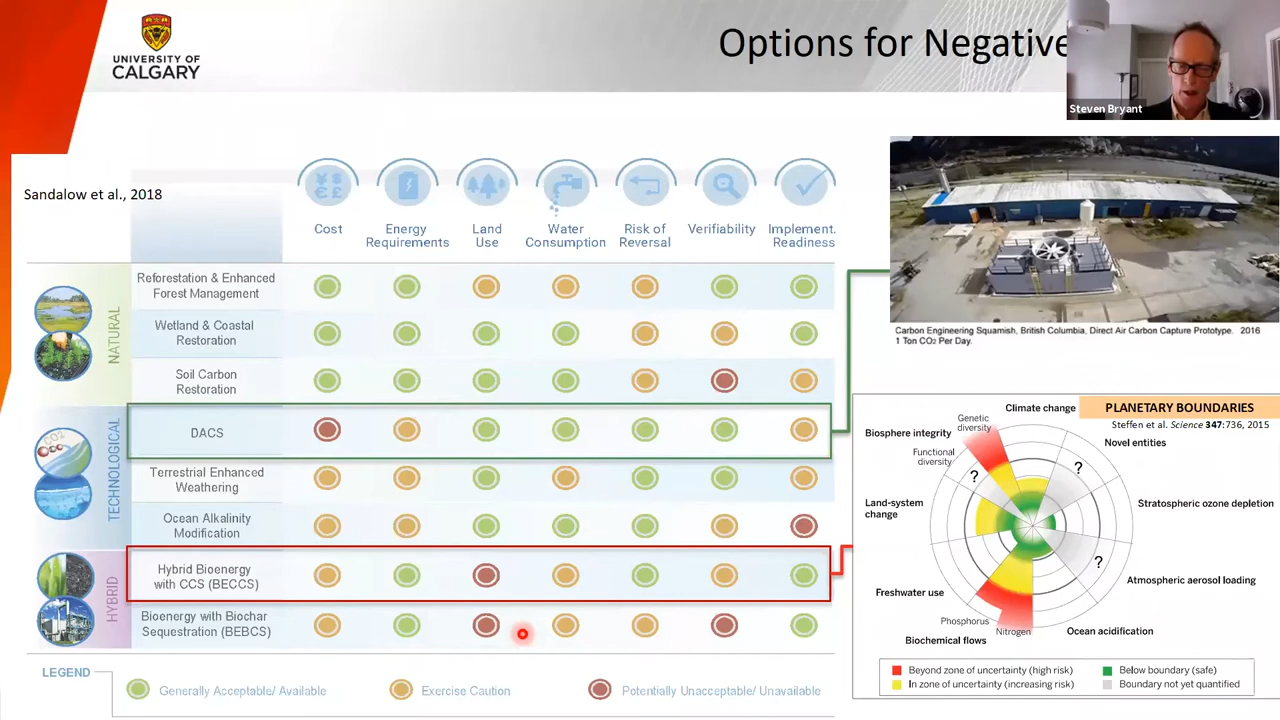 UNIVERSITY OF
CALGARY
Options for Negative
Steven Bryant
Sandalow et al., 2018
Cost
Energy
Requirements
Land
Use
Water
Consumption
Risk of
Reversal
Verifiability
Implement.
Readiness
NATURAL
Reforestation & Enhanced
Forest Management
Wetland & Coastal
Restoration
Soil Carbon
Restoration
TECHNOLOGICAL
CO2
DACS
Terrestrial Enhanced
Weathering
Ocean Alkalinity
Modification
HYBRID
Hybrid Bioenergy
with CCS (BECCS)
Bioenergy with Biochar
Sequestration (BEBCS)
LEGEND
Generally Acceptable/ Available
Exercise Caution
Potentially Unacceptable/ Unavailable
Carbon Engineering Squamish, British Columbia, Direct Air Carbon Capture Prototype. 2016
1 Ton CO2 Per Day.
PLANETARY BOUNDARIES
Steffen et al. Science 347:736, 2015
Climate change
Genetic
diversity
Biosphere integrity
Functional
diversity
Novel entities
?
?
Land-system
change
Stratospheric ozone depletion
?
Atmospheric aerosol loading
Freshwater use
Phosphorus
Nitrogen
Biochemical flows
Ocean acidification
Beyond zone of uncertainty (high risk)
Below boundary (safe)
In zone of uncertainty (increasing risk)
Boundary not yet quantified